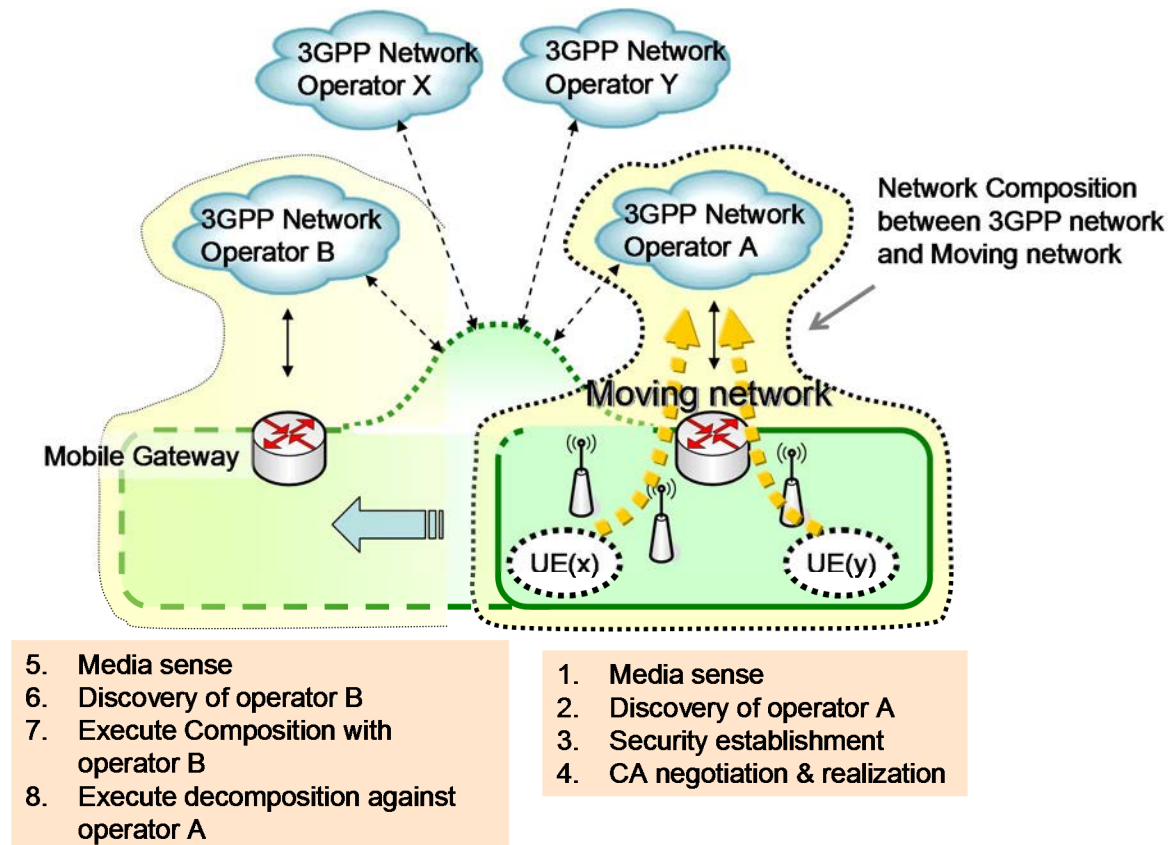 3GPP Network
Operator X
3GPP Network
Operator Y
3GPP Network
Operator B
3GPP Network
Operator A
Network Composition
between 3GPP network
and Moving network
Moving network
Mobile Gateway
UE(x)
UE(y)
5. Media sense
6. Discovery of operator B
7. Execute Composition with
operator B
8. Execute decomposition against
operator A
1. Media sense
2. Discovery of operator A
3. Security establishment
4. CA negotiation & realization